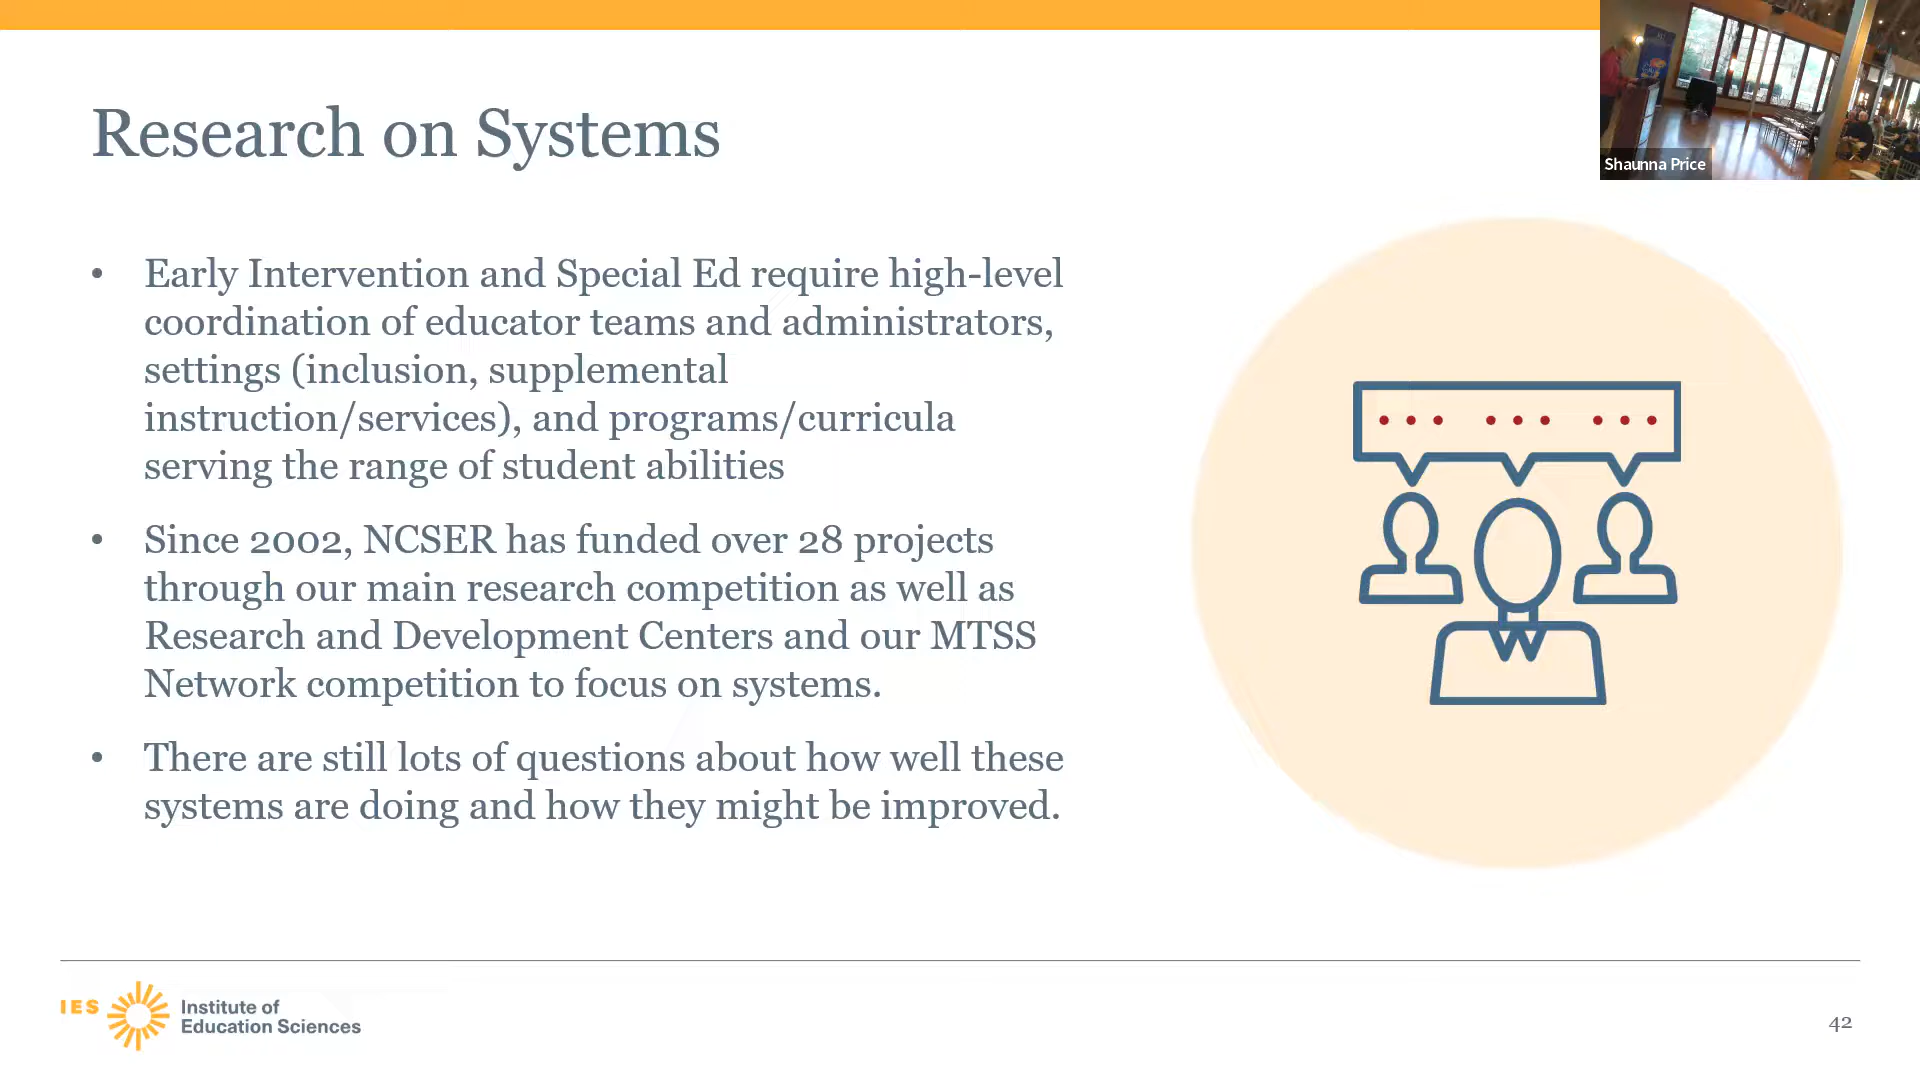 Research on Systems
Shaunna Price
• Early Intervention and Special Ed require high-level
coordination of educator teams and administrators,
settings (inclusion, supplemental
instruction/services), and programs/curricula
serving the range of student abilities
• Since 2002, NCSER has funded over 28 projects
through our main research competition as well as
Research and Development Centers and our MTSS
Network competition to focus on systems.
• There are still lots of questions about how well these
systems are doing and how they might be improved.
IES
Institute of
Education Sciences
42